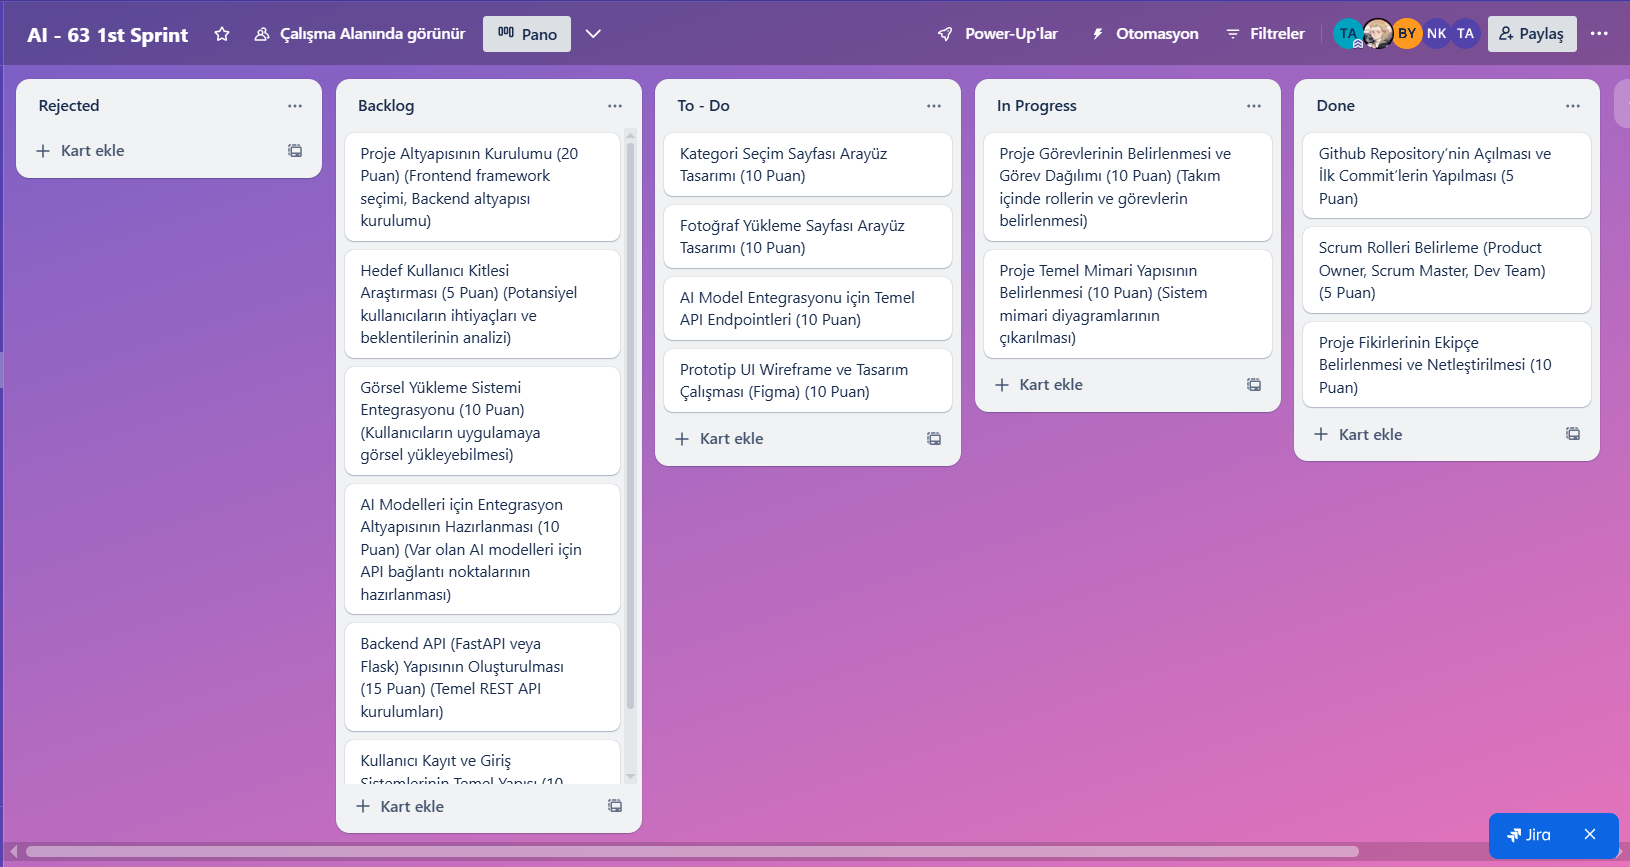 AI - 63 1st Sprint
Çalışma Alanında görünür
Pano
Power-Up'lar
Otomasyon
Filtreler
TA
BY
NK
TA
Paylaş
Rejected
Kart ekle
Backlog
Proje Altyapısının Kurulumu (20
Puan) (Frontend framework
seçimi, Backend altyapısı
kurulumu)
Hedef Kullanıcı Kitlesi
Araştırması (5 Puan) (Potansiyel
kullanıcıların ihtiyaçları ve
beklentilerinin analizi)
Görsel Yükleme Sistemi
Entegrasyonu (10 Puan)
(Kullanıcıların uygulamaya
görsel yükleyebilmesi)
AI Modelleri için Entegrasyon
Altyapısının Hazırlanması (10
Puan) (Var olan AI modelleri için
API bağlantı noktalarının
hazırlanması)
Backend API (FastAPI veya
Flask) Yapısının Oluşturulması
(15 Puan) (Temel REST API
kurulumları)
Kullanıcı Kayıt ve Giriş
Sistemlerinin Temel Yapısı (10
Kart ekle
To - Do
Kategori Seçim Sayfası Arayüz
Tasarımı (10 Puan)
Fotoğraf Yükleme Sayfası Arayüz
Tasarımı (10 Puan)
AI Model Entegrasyonu için Temel
API Endpointleri (10 Puan)
Prototip UI Wireframe ve Tasarım
Çalışması (Figma) (10 Puan)
Kart ekle
In Progress
Proje Görevlerinin Belirlenmesi ve
Görev Dağılımı (10 Puan) (Takım
içinde rollerin ve görevlerin
belirlenmesi)
Proje Temel Mimari Yapısının
Belirlenmesi (10 Puan) (Sistem
mimari diyagramlarının
çıkarılması)
Kart ekle
Done
Github Repository’nin Açılması ve
İlk Commit’lerin Yapılması (5
Puan)
Scrum Rolleri Belirleme (Product
Owner, Scrum Master, Dev Team)
(5 Puan)
Proje Fikirlerinin Ekipçe
Belirlenmesi ve Netleştirilmesi (10
Puan)
Kart ekle
Jira